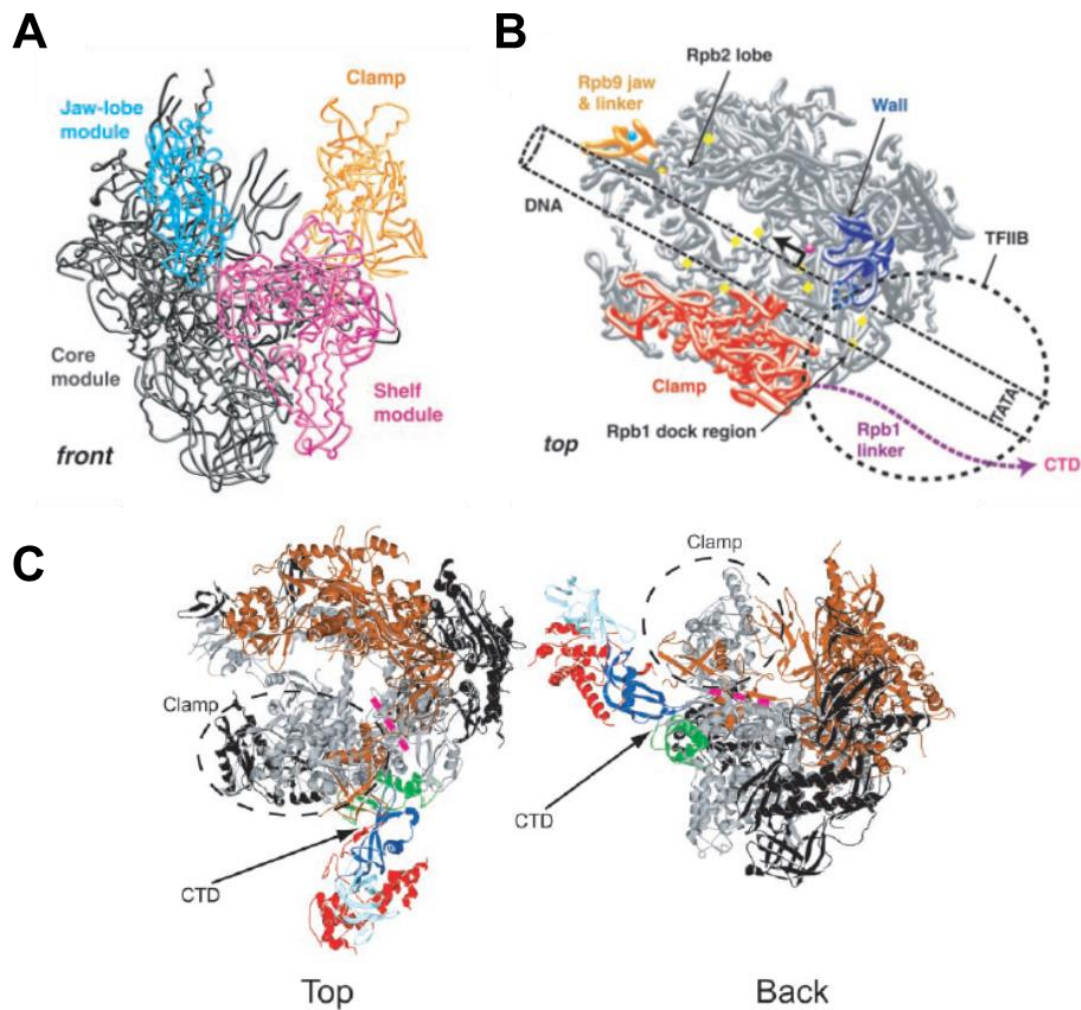 A
Jaw-lobe
module
Clamp
Core
module
Shelf
module
front
B
Rpb2 lobe
Rpb9 jaw
& linker
Wall
DNA
TFIIB
Clamp
TATA
Rpb1 dock region
Rpb1
linker
top
CTD
C
Clamp
CTD
Top
Clamp
CTD
Back